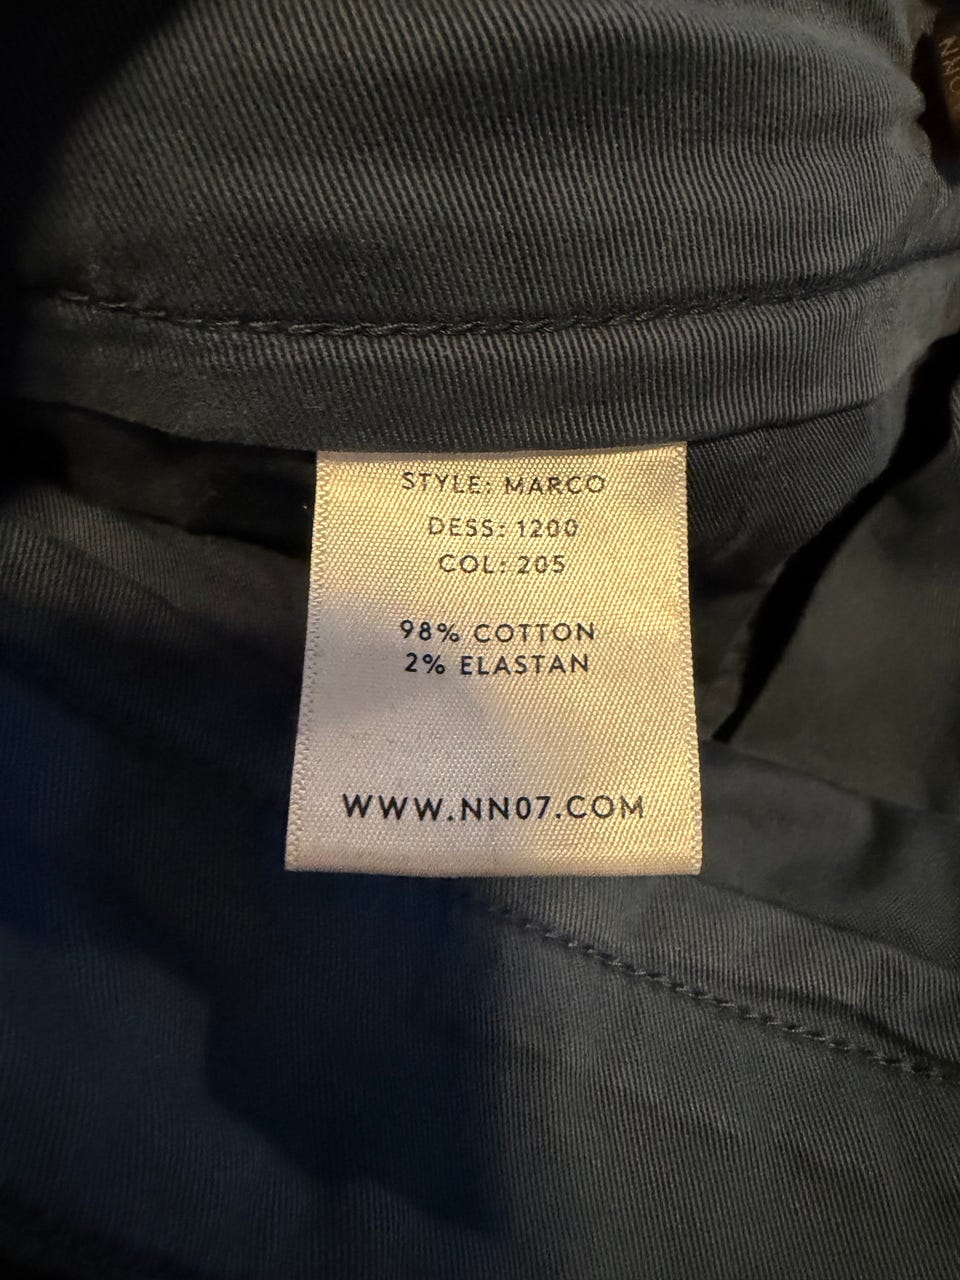 STYLE: MARCO
DESS: 1200
COL: 205
98% COTTON
2% ELASTAN
WWW.NN07.COM